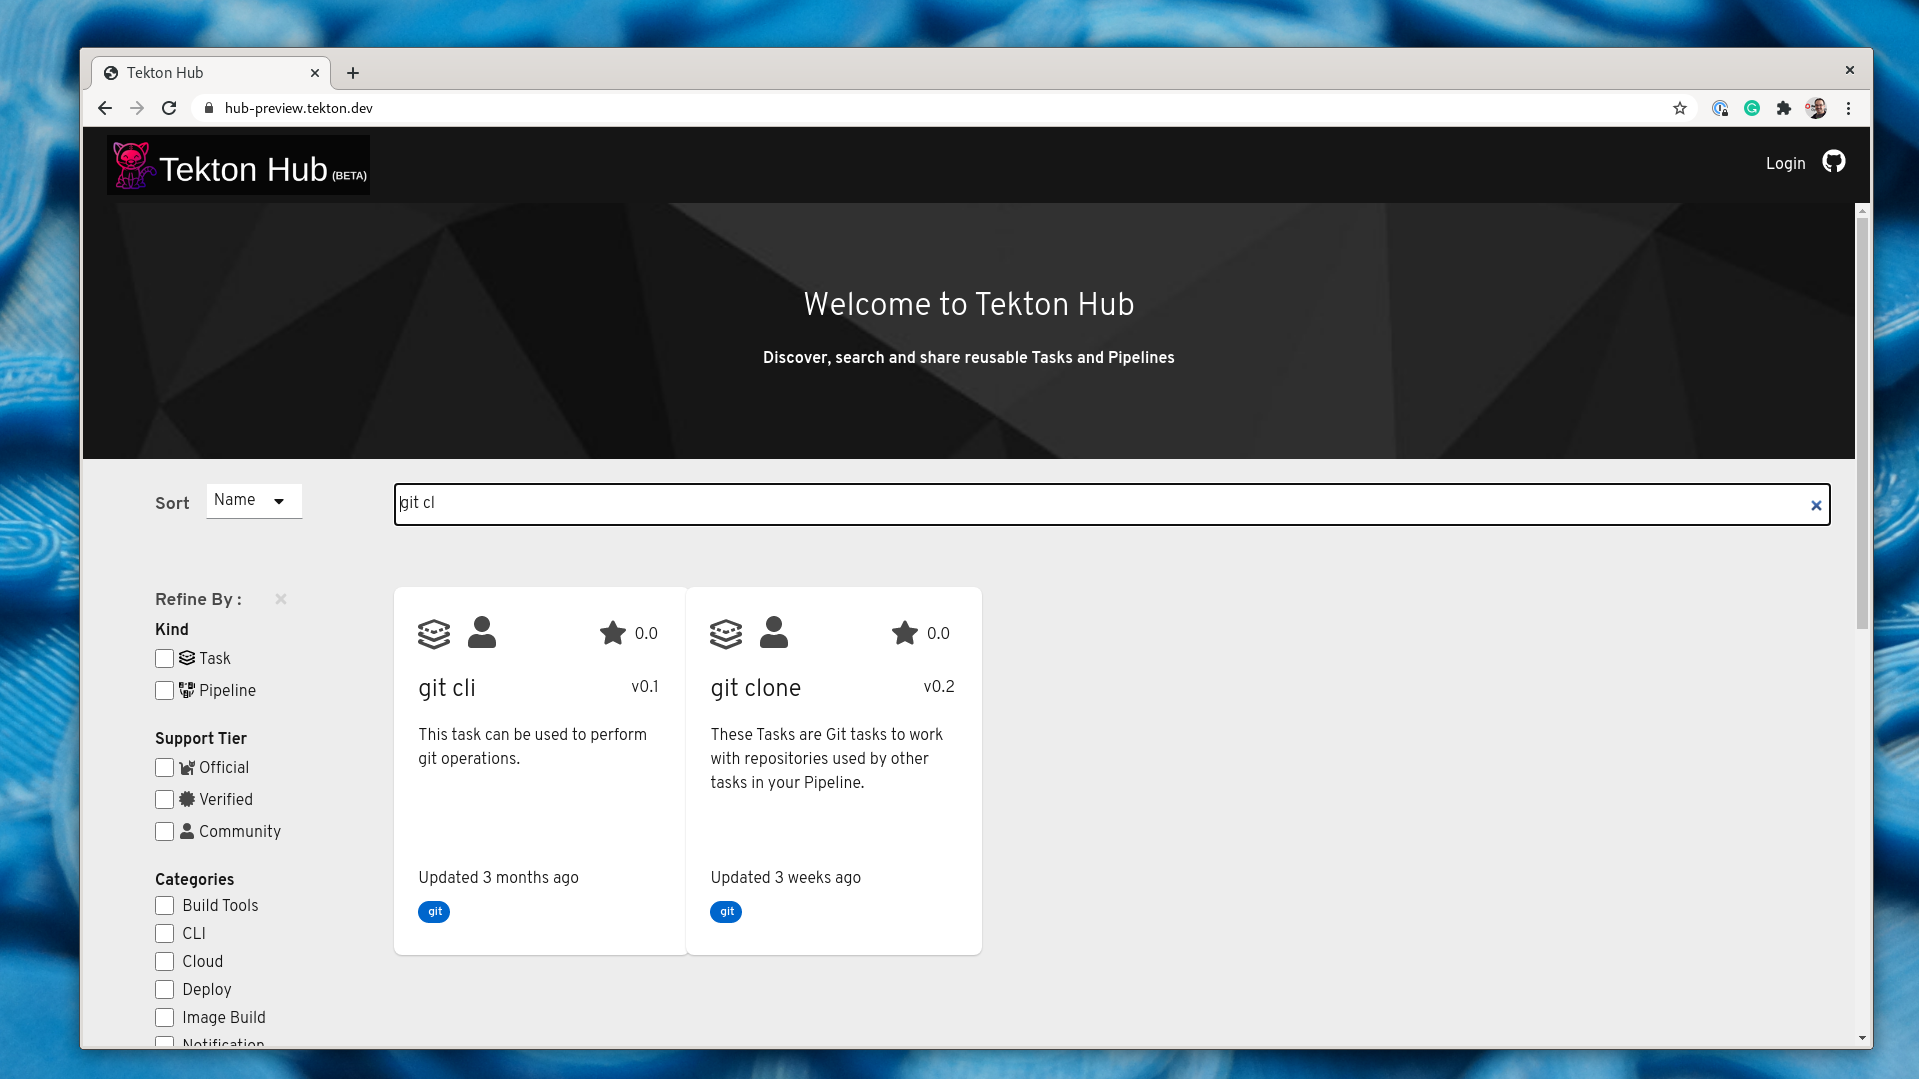 Tekton Hub
hub-preview.tekton.dev
Tekton Hub (BETA)
Login
Welcome to Tekton Hub
Discover, search and share reusable Tasks and Pipelines
Sort
Name
git cl
Refine By :
Kind
Task
Pipeline
Support Tier
Official
Verified
Community
Categories
Build Tools
CLI
Cloud
Deploy
Image Build
Notification
0.0
git cli
v0.1
This task can be used to perform
git operations.
Updated 3 months ago
git
0.0
git clone
v0.2
These Tasks are Git tasks to work
with repositories used by other
tasks in your Pipeline.
Updated 3 weeks ago
git